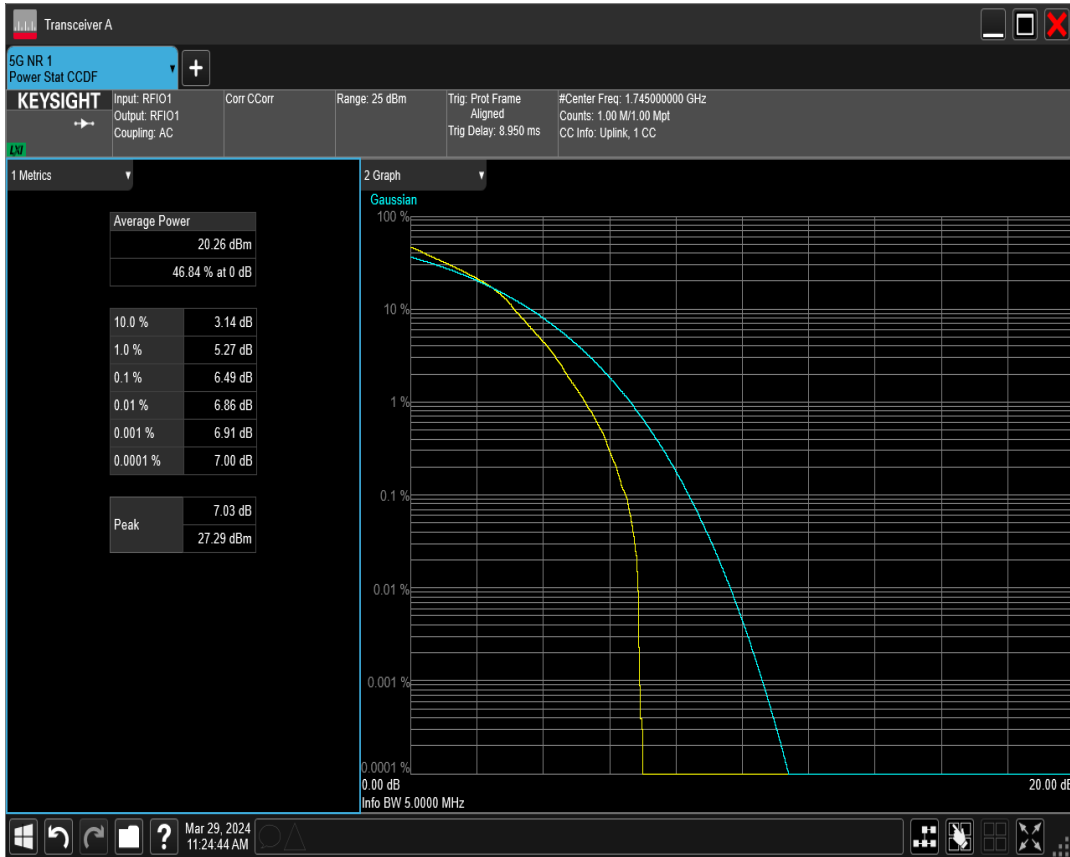 Transceiver A
5G NR 1
Power Stat CCDF
KEYSIGHT
LXI
Input: RFIO1
Output: RFIO1
Coupling: AC
Corr CCorr
Range: 25 dBm
Trig: Prot Frame
Aligned
Trig Delay: 8.950 ms
#Center Freq: 1.745000000 GHz
Counts: 1.00 M/1.00 Mpt
CC Info: Uplink, 1 CC
1 Metrics
Average Power
20.26 dBm
46.84 % at 0 dB
10.0 % 3.14 dB
1.0 % 5.27 dB
0.1 % 6.49 dB
0.01 % 6.86 dB
0.001 % 6.91 dB
0.0001 % 7.00 dB
Peak 7.03 dB
27.29 dBm
2 Graph
Gaussian
100 %
10 %
1 %
0.1 %
0.01 %
0.001 %
0.0001 %
0.00 dB 20.00 dB
Info BW 5.0000 MHz
? Mar 29, 2024
11:24:44 AM